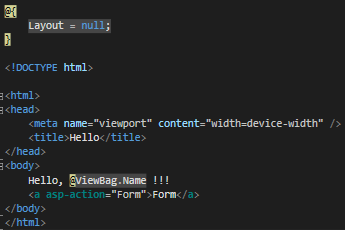 @{
    Layout = null;
}

<!DOCTYPE html>

<html>
<head>
    <meta name="viewport" content="width=device-width" />
    <title>Hello</title>
</head>
<body>
    Hello, @ViewBag.Name !!!
    <a asp-action="Form">Form</a>
</body>
</html>